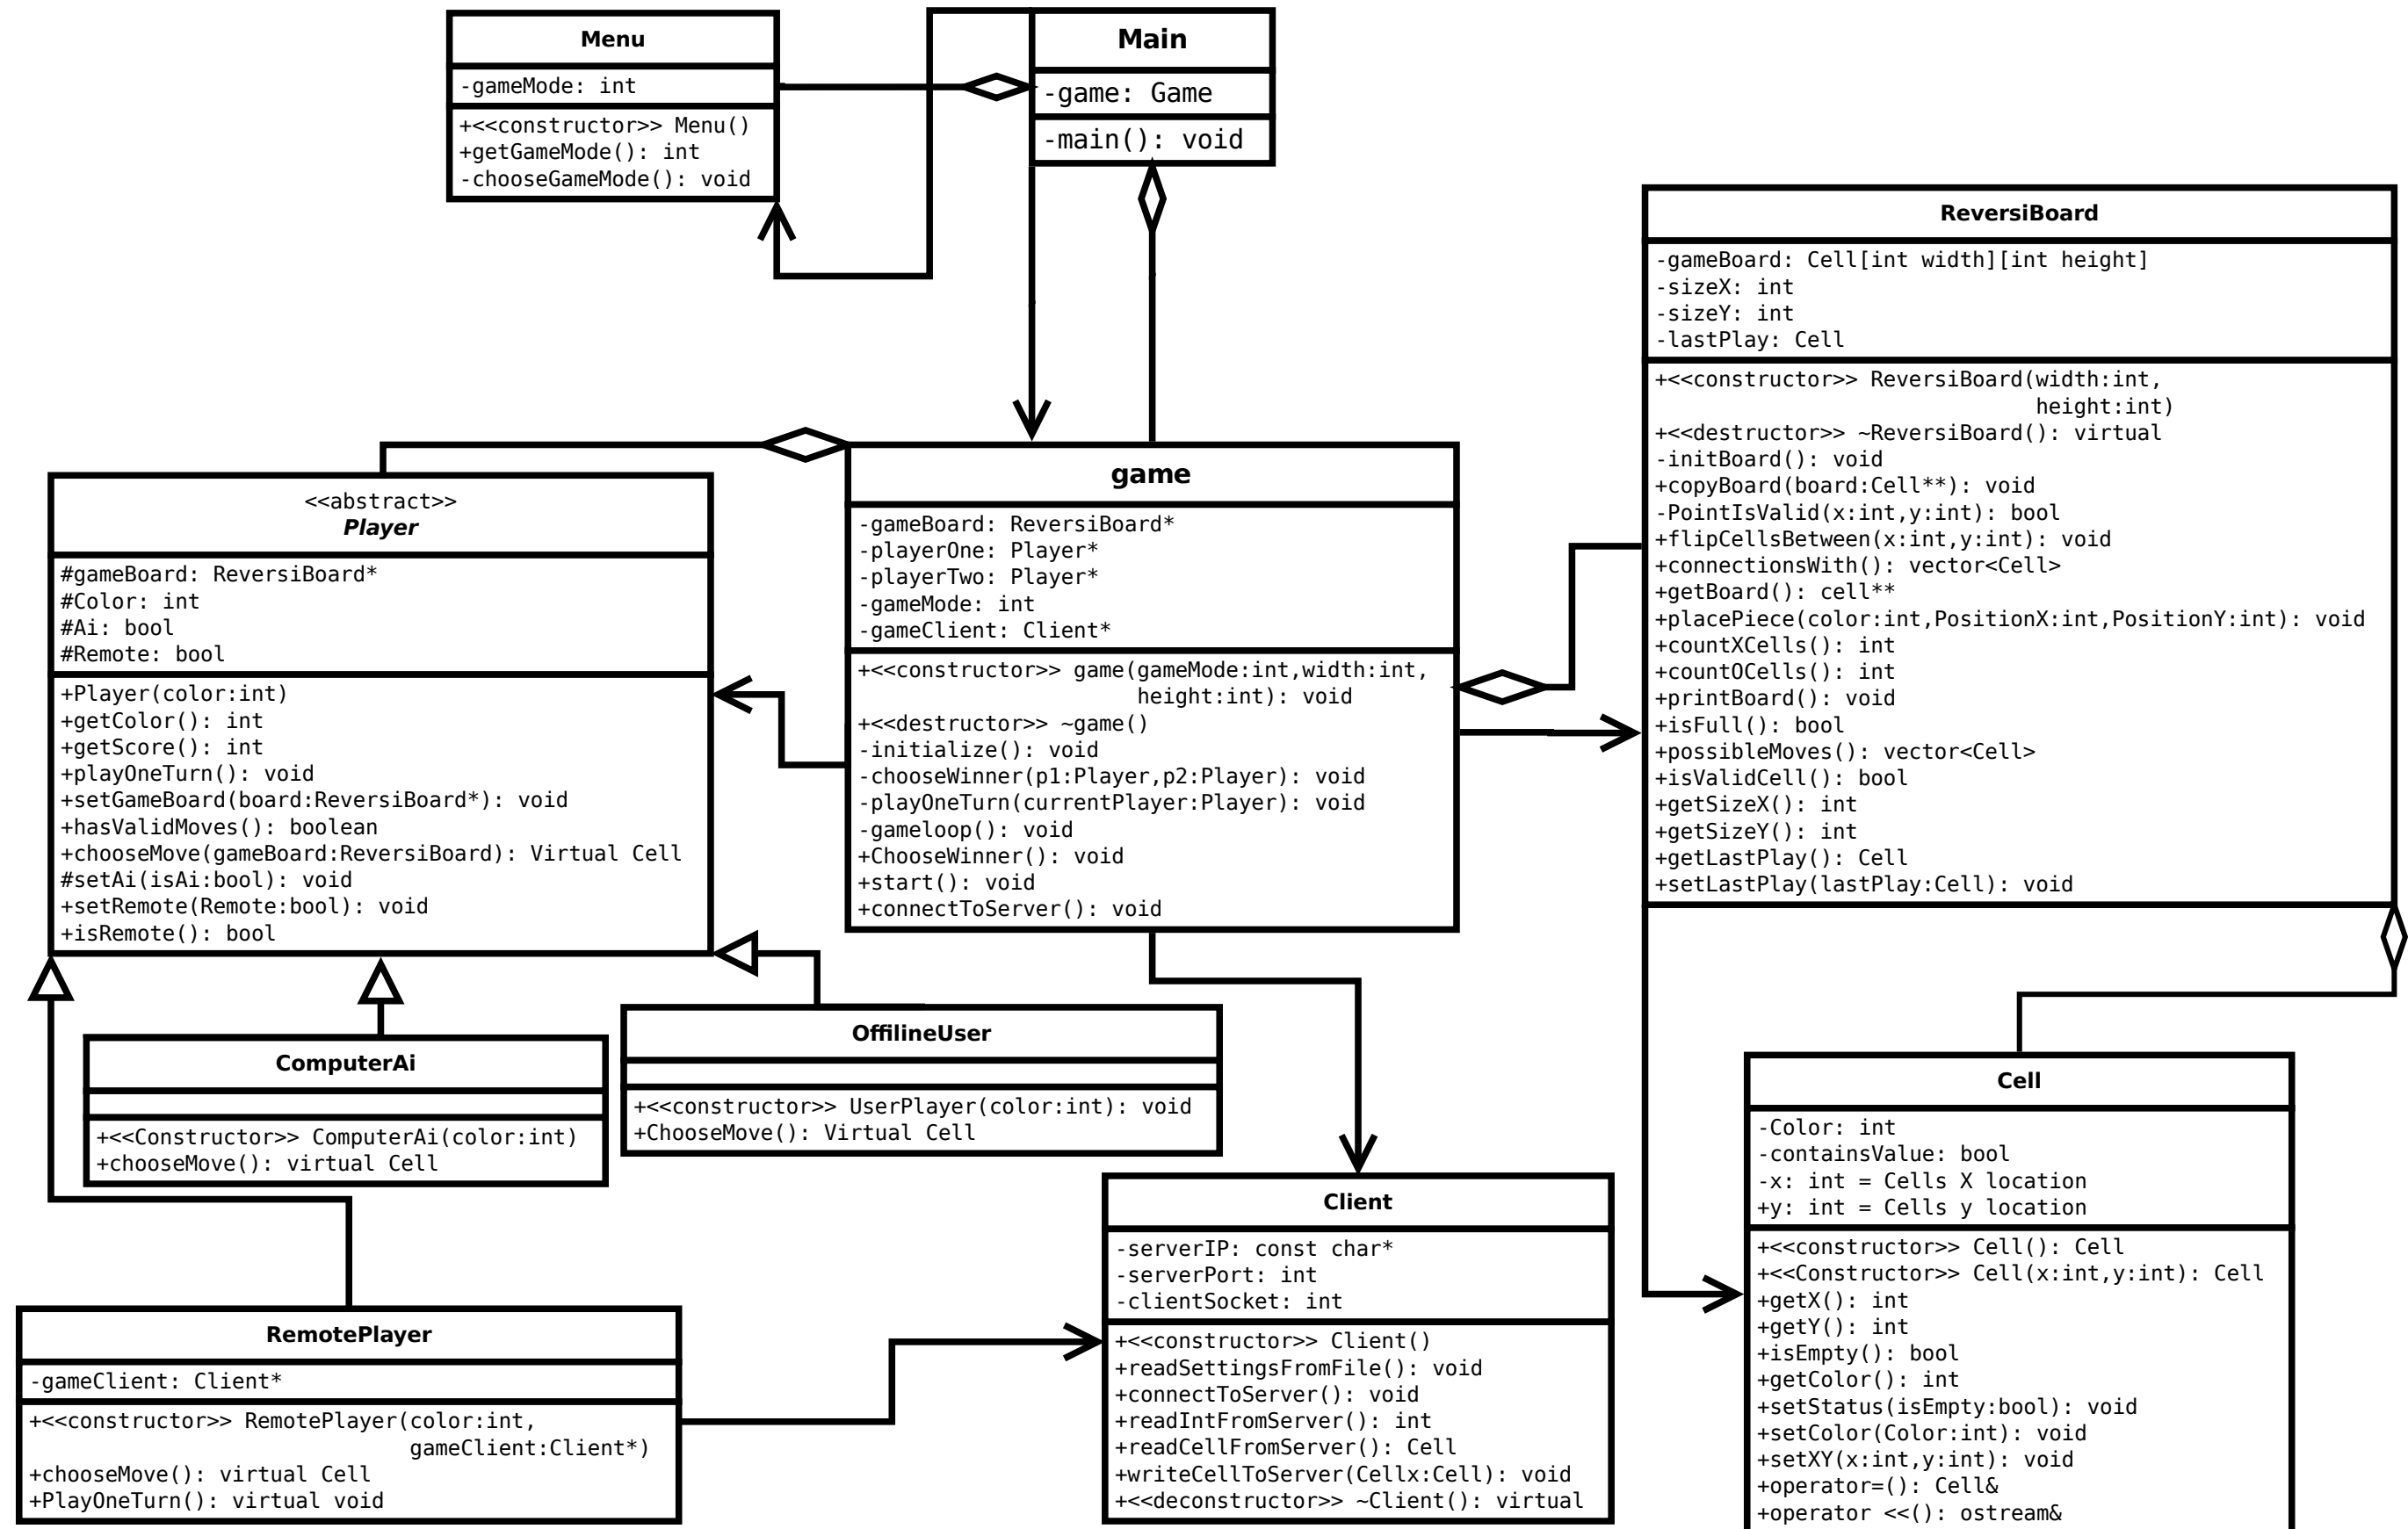 Menu
-gameMode: int
+<<constructor>> Menu()
+getGameMode(): int
-chooseGameMode(): void
Main
-game: Game
-main(): void
ReversiBoard
-gameBoard: Cell[int width][int height]
-sizeX: int
-sizeY: int
-lastPlay: Cell
+<<constructor>> ReversiBoard(width:int,
height:int)
+<<destructor>> ~ReversiBoard(): virtual
-initBoard(): void
+copyBoard(board:Cell**): void
-PointIsValid(x:int,y:int): bool
+flipCellsBetween(x:int,y:int): void
+connectionsWith(): vector<Cell>
+getBoard(): cell**
+placePiece(color:int,PositionX:int,PositionY:int): void
+countXCells(): int
+countOCells(): int
+printBoard(): void
+isFull(): bool
+possibleMoves(): vector<Cell>
+isValidCell(): bool
+getSizeX(): int
+getSizeY(): int
+getLastPlay(): Cell
+setLastPlay(lastPlay:Cell): void
<<abstract>>
Player
#gameBoard: ReversiBoard*
#Color: int
#Ai: bool
#Remote: bool
+Player(color:int)
+getColor(): int
+getScore(): int
+playOneTurn(): void
+setGameBoard(board:ReversiBoard*): void
+hasValidMoves(): boolean
+chooseMove(gameBoard:ReversiBoard): Virtual Cell
#setAi(isAi:bool): void
+setRemote(Remote:bool): void
+isRemote(): bool
game
-gameBoard: ReversiBoard*
-playerOne: Player*
-playerTwo: Player*
-gameMode: int
-gameClient: Client*
+<<constructor>> game(gameMode:int,width:int,
height:int): void
+<<destructor>> ~game()
-initialize(): void
-chooseWinner(p1:Player,p2:Player): void
-playOneTurn(currentPlayer:Player): void
-gameloop(): void
+ChooseWinner(): void
+start(): void
+connectToServer(): void
ComputerAi
+<<Constructor>> ComputerAi(color:int)
+chooseMove(): virtual Cell
OffilineUser
+<<constructor>> UserPlayer(color:int): void
+ChooseMove(): Virtual Cell
Cell
-Color: int
-containsValue: bool
-x: int = Cells X location
+y: int = Cells y location
+<<constructor>> Cell(): Cell
+<<Constructor>> Cell(x:int,y:int): Cell
+getX(): int
+getY(): int
+isEmpty(): bool
+getColor(): int
+setStatus(isEmpty:bool): void
+setColor(Color:int): void
+setXY(x:int,y:int): void
+operator=(): Cell&
+operator <<(): ostream&
Client
-serverIP: const char*
-serverPort: int
-clientSocket: int
+<<constructor>> Client()
+readSettingsFromFile(): void
+connectToServer(): void
+readIntFromServer(): int
+readCellFromServer(): Cell
+writeCellToServer(Cellx:Cell): void
+<<deconstructor>> ~Client(): virtual
RemotePlayer
-gameClient: Client*
+<<constructor>> RemotePlayer(color:int,
gameClient:Client*)
+chooseMove(): virtual Cell
+PlayOneTurn(): virtual void